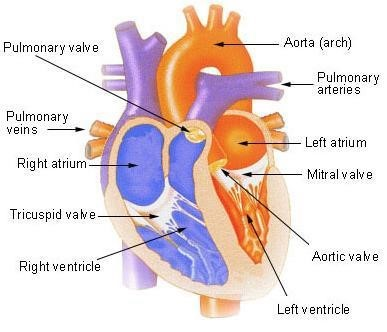 Pulmonary valve
Aorta (arch)
Pulmonary
arteries
Pulmonary
veins
Left atrium
Right atrium
Mitral valve
Tricuspid valve
Aortic valve
Right ventricle
Left ventricle